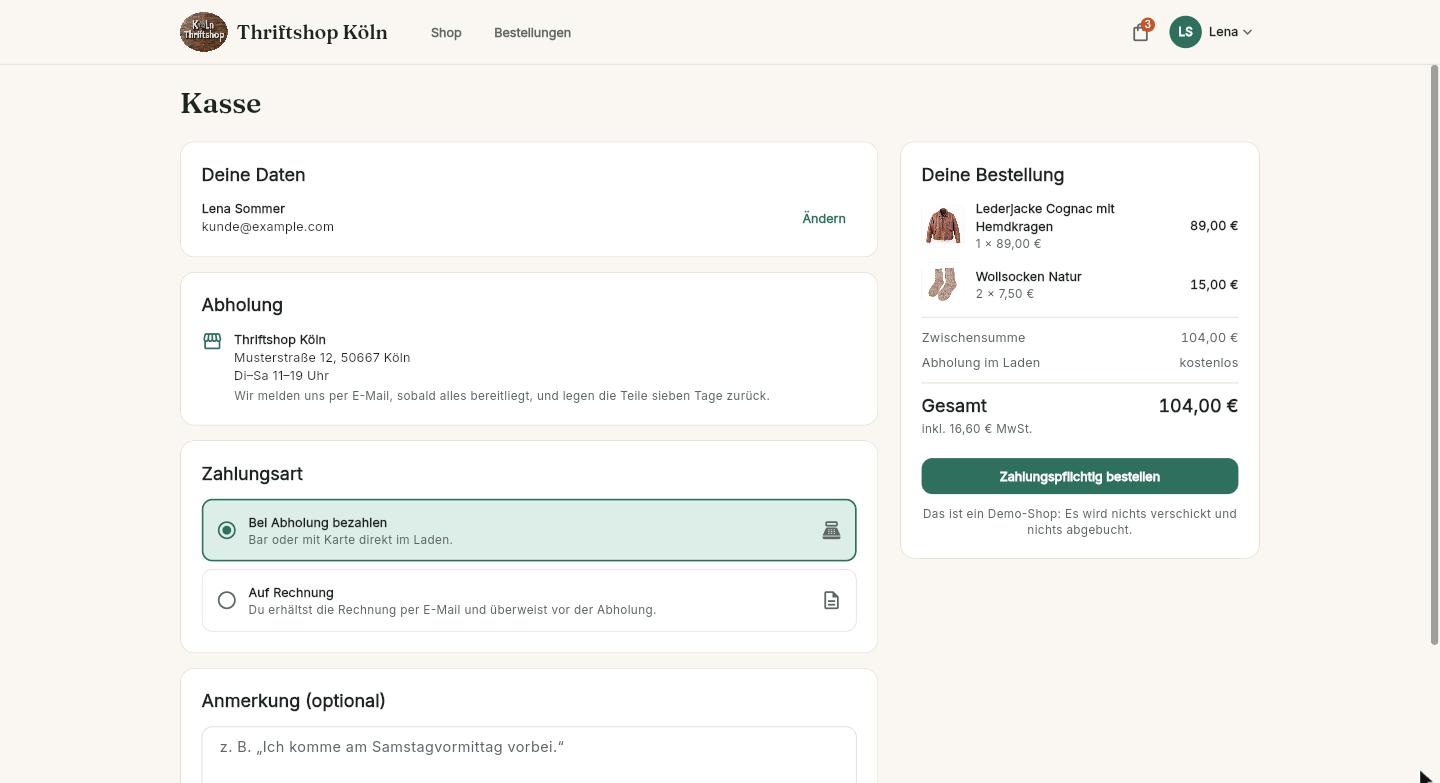 Köln
Thriftshop
Thriftshop Köln
Shop
Bestellungen
3
LS
Lena
Kasse
Deine Daten
Lena Sommer
kunde@example.com
Ändern
Abholung
Thriftshop Köln
Musterstraße 12, 50667 Köln
Di–Sa 11–19 Uhr
Wir melden uns per E-Mail, sobald alles bereitliegt, und legen die Teile sieben Tage zurück.
Zahlungsart
Bei Abholung bezahlen
Bar oder mit Karte direkt im Laden.
Auf Rechnung
Du erhältst die Rechnung per E-Mail und überweist vor der Abholung.
Anmerkung (optional)
z. B. „Ich komme am Samstagvormittag vorbei.“
Deine Bestellung
Lederjacke Cognac mit
Hemdkragen
1 × 89,00 €
89,00 €
Wollsocken Natur
2 × 7,50 €
15,00 €
Zwischensumme 104,00 €
Abholung im Laden kostenlos
Gesamt 104,00 €
inkl. 16,60 € MwSt.
Zahlungspflichtig bestellen
Das ist ein Demo-Shop: Es wird nichts verschickt und
nichts abgebucht.